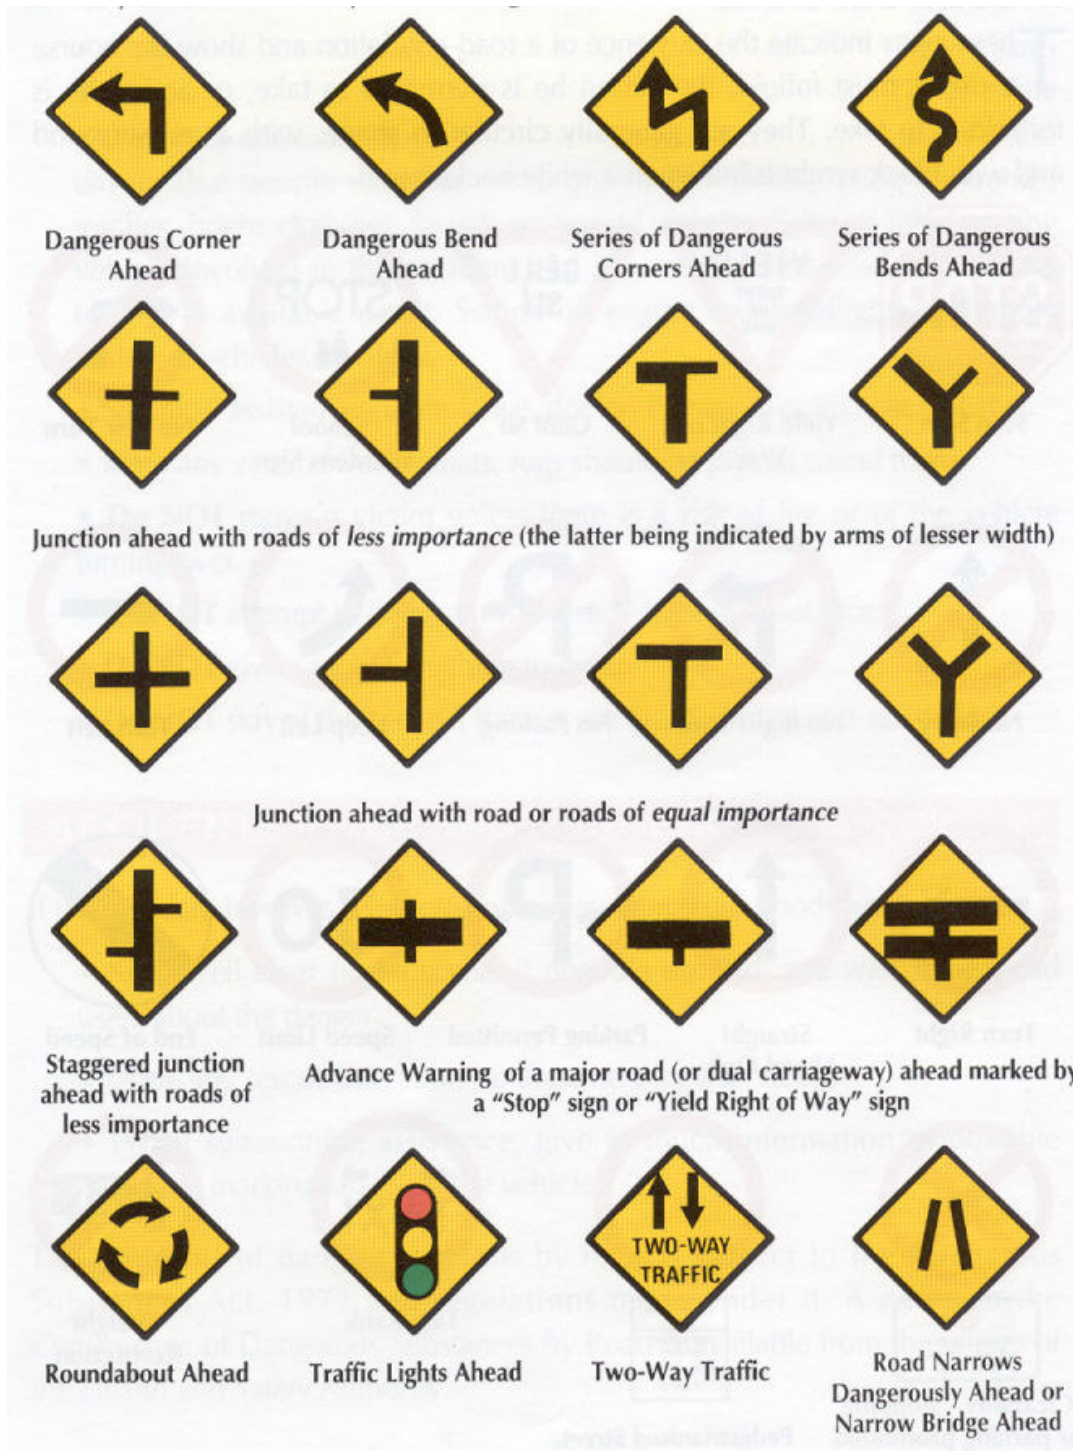 Dangerous Corner
Ahead
Dangerous Bend
Ahead
Series of Dangerous
Corners Ahead
Series of Dangerous
Bends Ahead
Junction ahead with roads of less importance (the latter being indicated by arms of lesser width)
Junction ahead with road or roads of equal importance
Staggered junction
ahead with roads of
less importance
Advance Warning of a major road (or dual carriageway) ahead marked by
a “Stop” sign or “Yield Right of Way” sign
TWO-WAY
TRAFFIC
Roundabout Ahead
Traffic Lights Ahead
Two-Way Traffic
Road Narrows
Dangerously Ahead or
Narrow Bridge Ahead